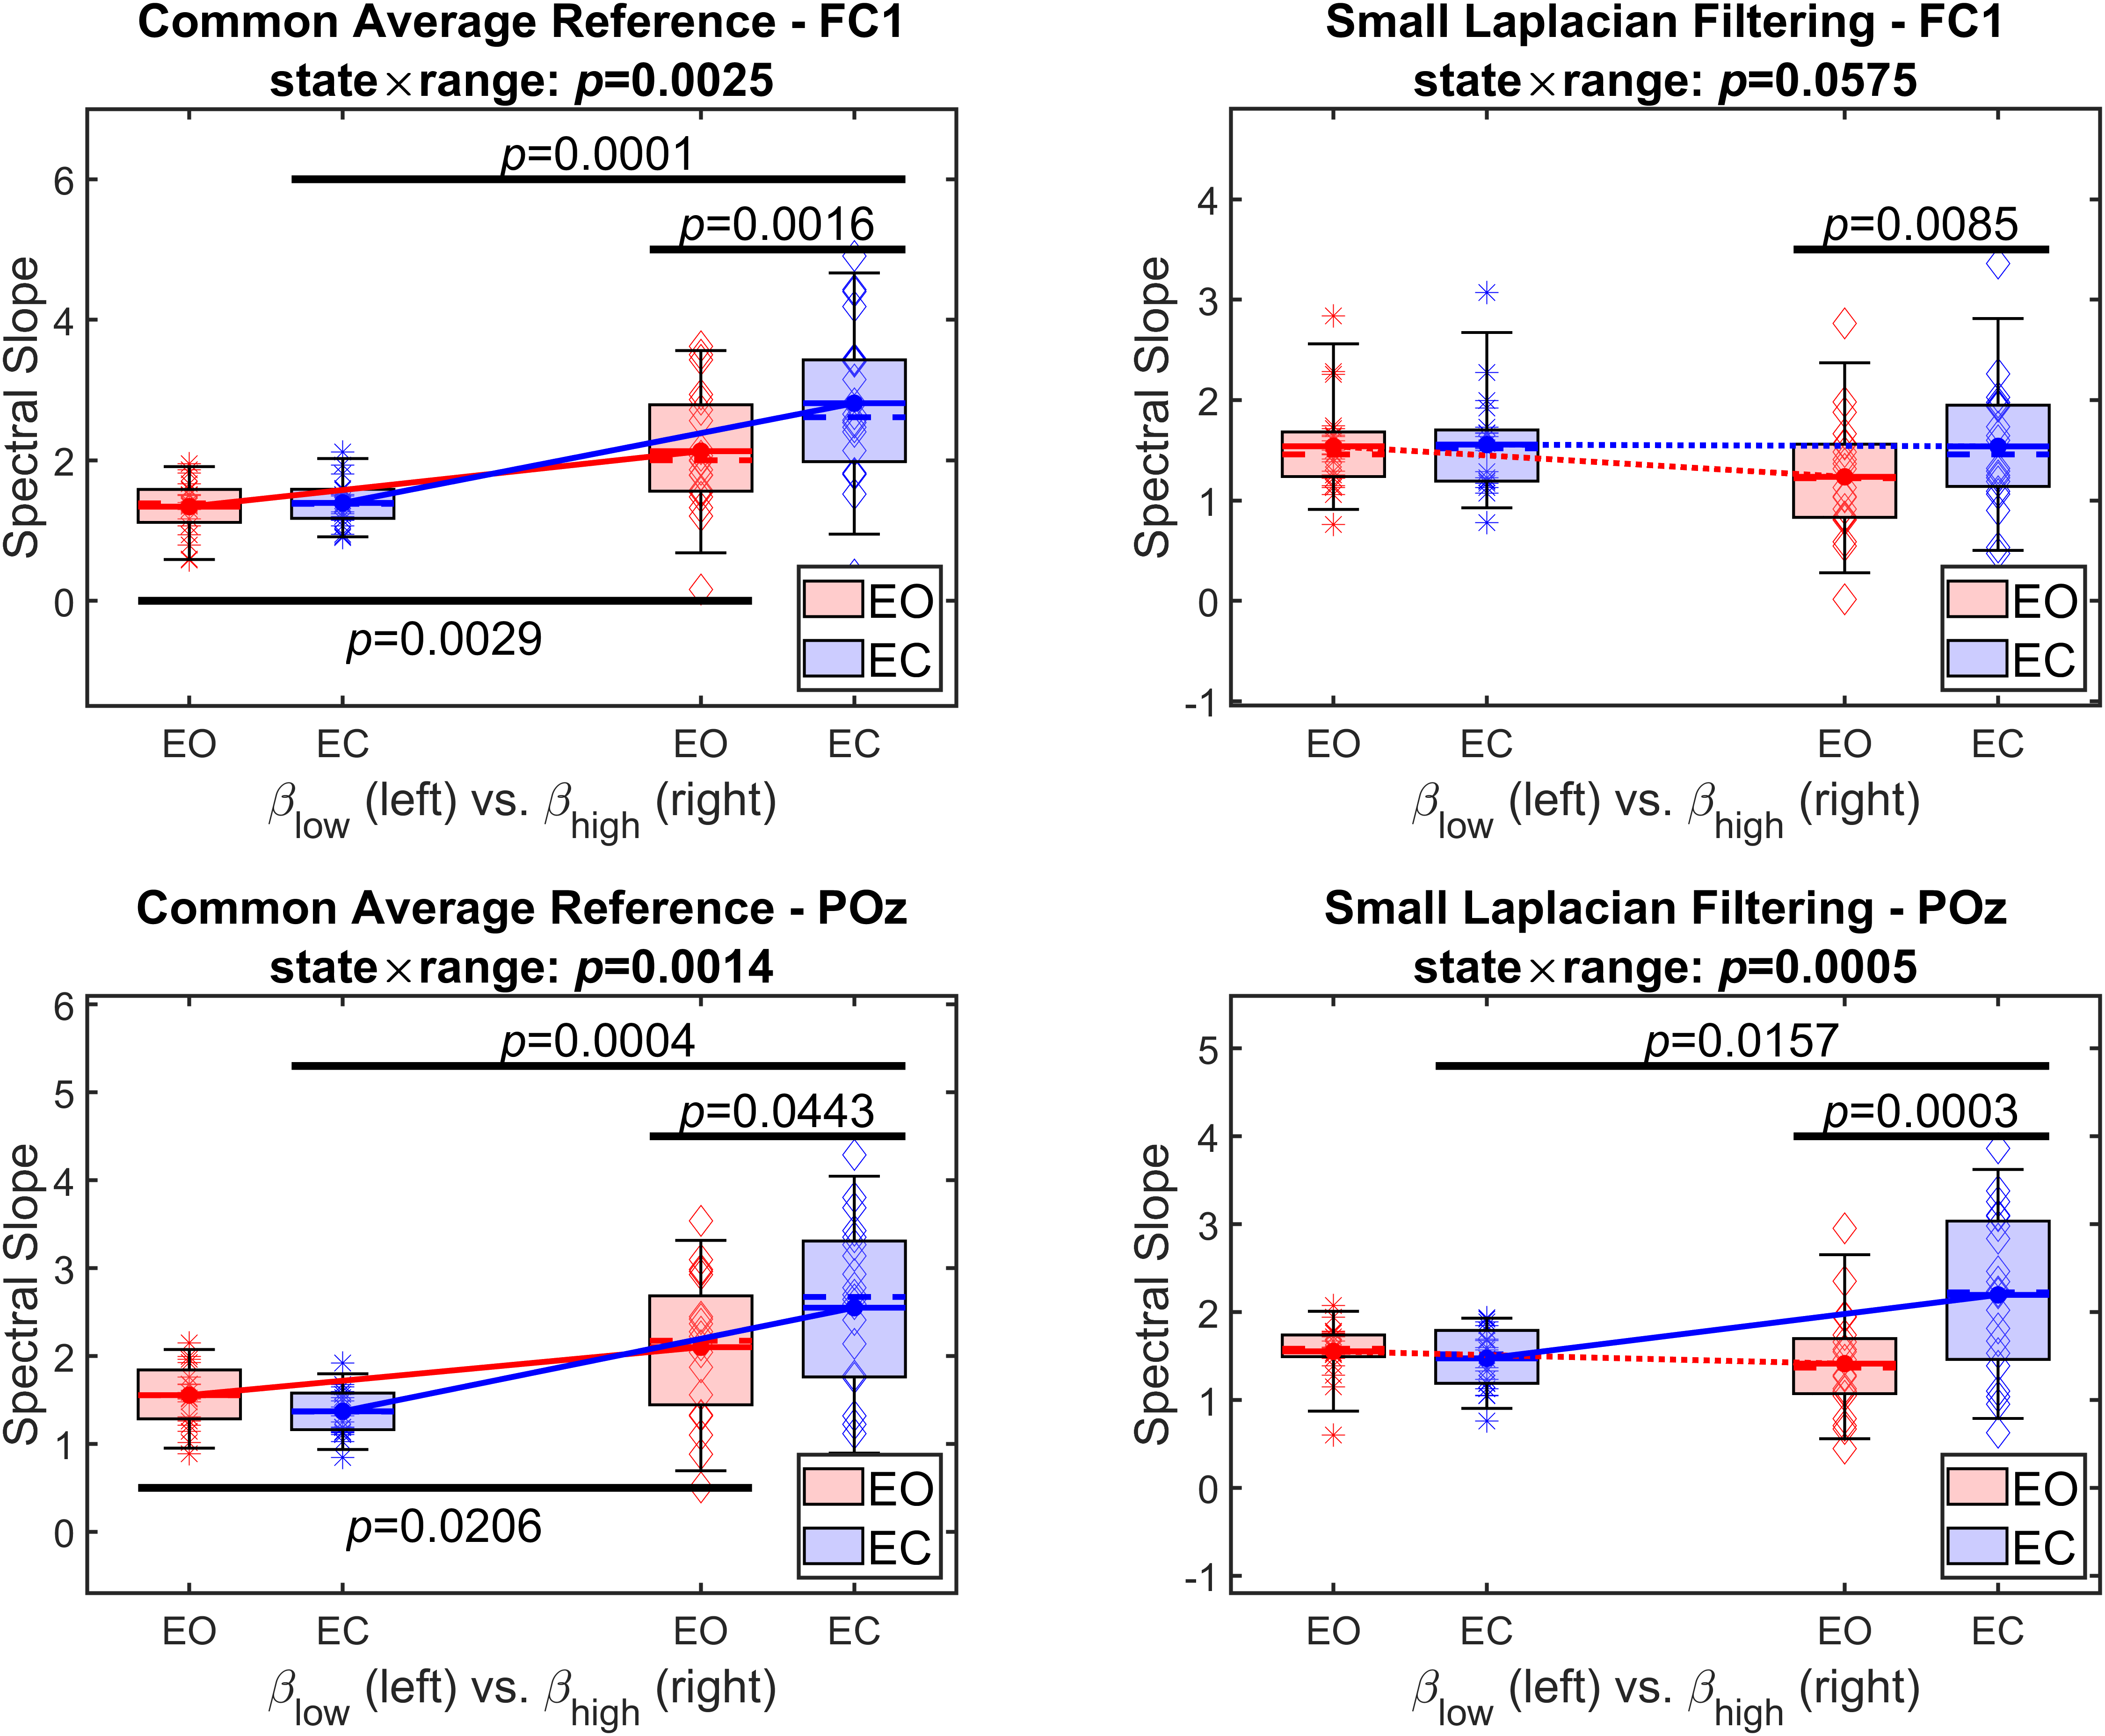 Common Average Reference - FC1
state×range: p=0.0025
p=0.0001
p=0.0016
6
4
2
0
Spectral Slope
p=0.0029
EO
EC
EO
EC
EO
EC
βlow (left) vs. βhigh (right)
Small Laplacian Filtering - FC1
state×range: p=0.0575
p=0.0085
4
3
2
1
0
-1
Spectral Slope
EO
EC
EO
EC
EO
EC
βlow (left) vs. βhigh (right)
Common Average Reference - POz
state×range: p=0.0014
p=0.0004
p=0.0443
6
5
4
3
2
1
0
Spectral Slope
p=0.0206
EO
EC
EO
EC
EO
EC
βlow (left) vs. βhigh (right)
Small Laplacian Filtering - POz
state×range: p=0.0005
p=0.0157
p=0.0003
5
4
3
2
1
0
-1
Spectral Slope
EO
EC
EO
EC
EO
EC
βlow (left) vs. βhigh (right)